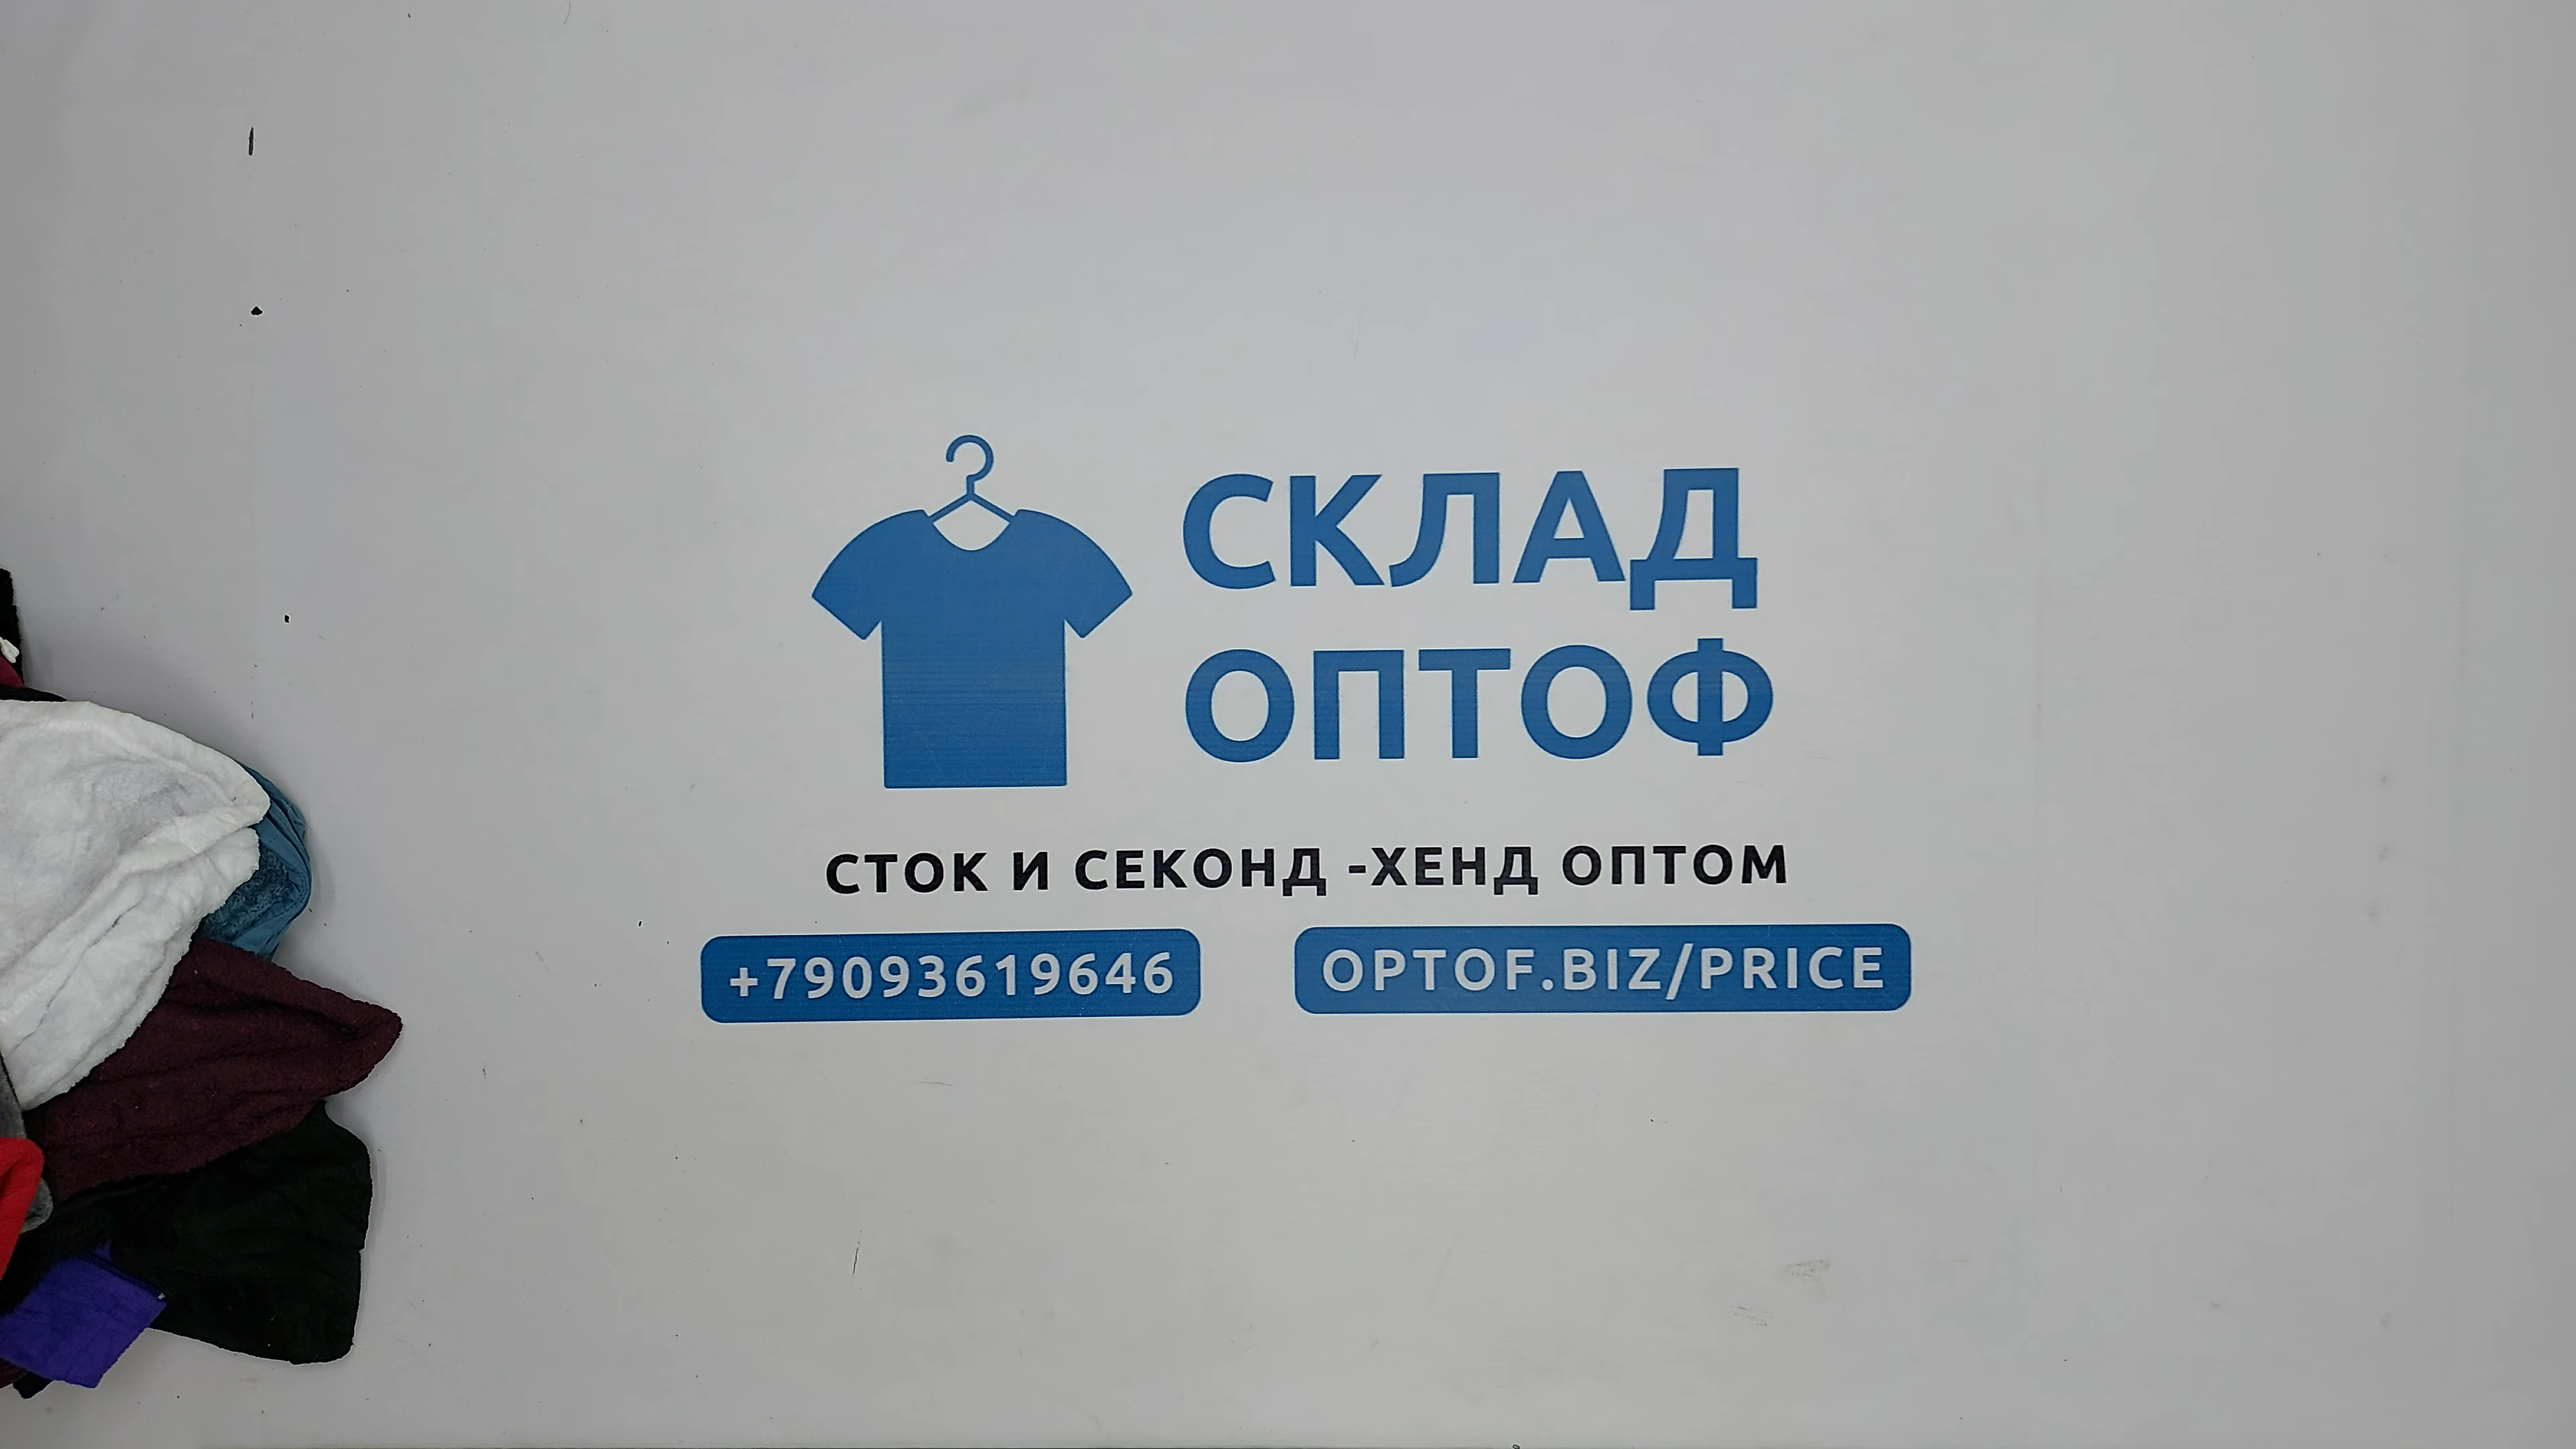 СКЛАД
ОПТОФ
СТОК И СЕКОНД -ХЕНД ОПТОМ
+79093619646
OPTOF.BIZ/PRICE